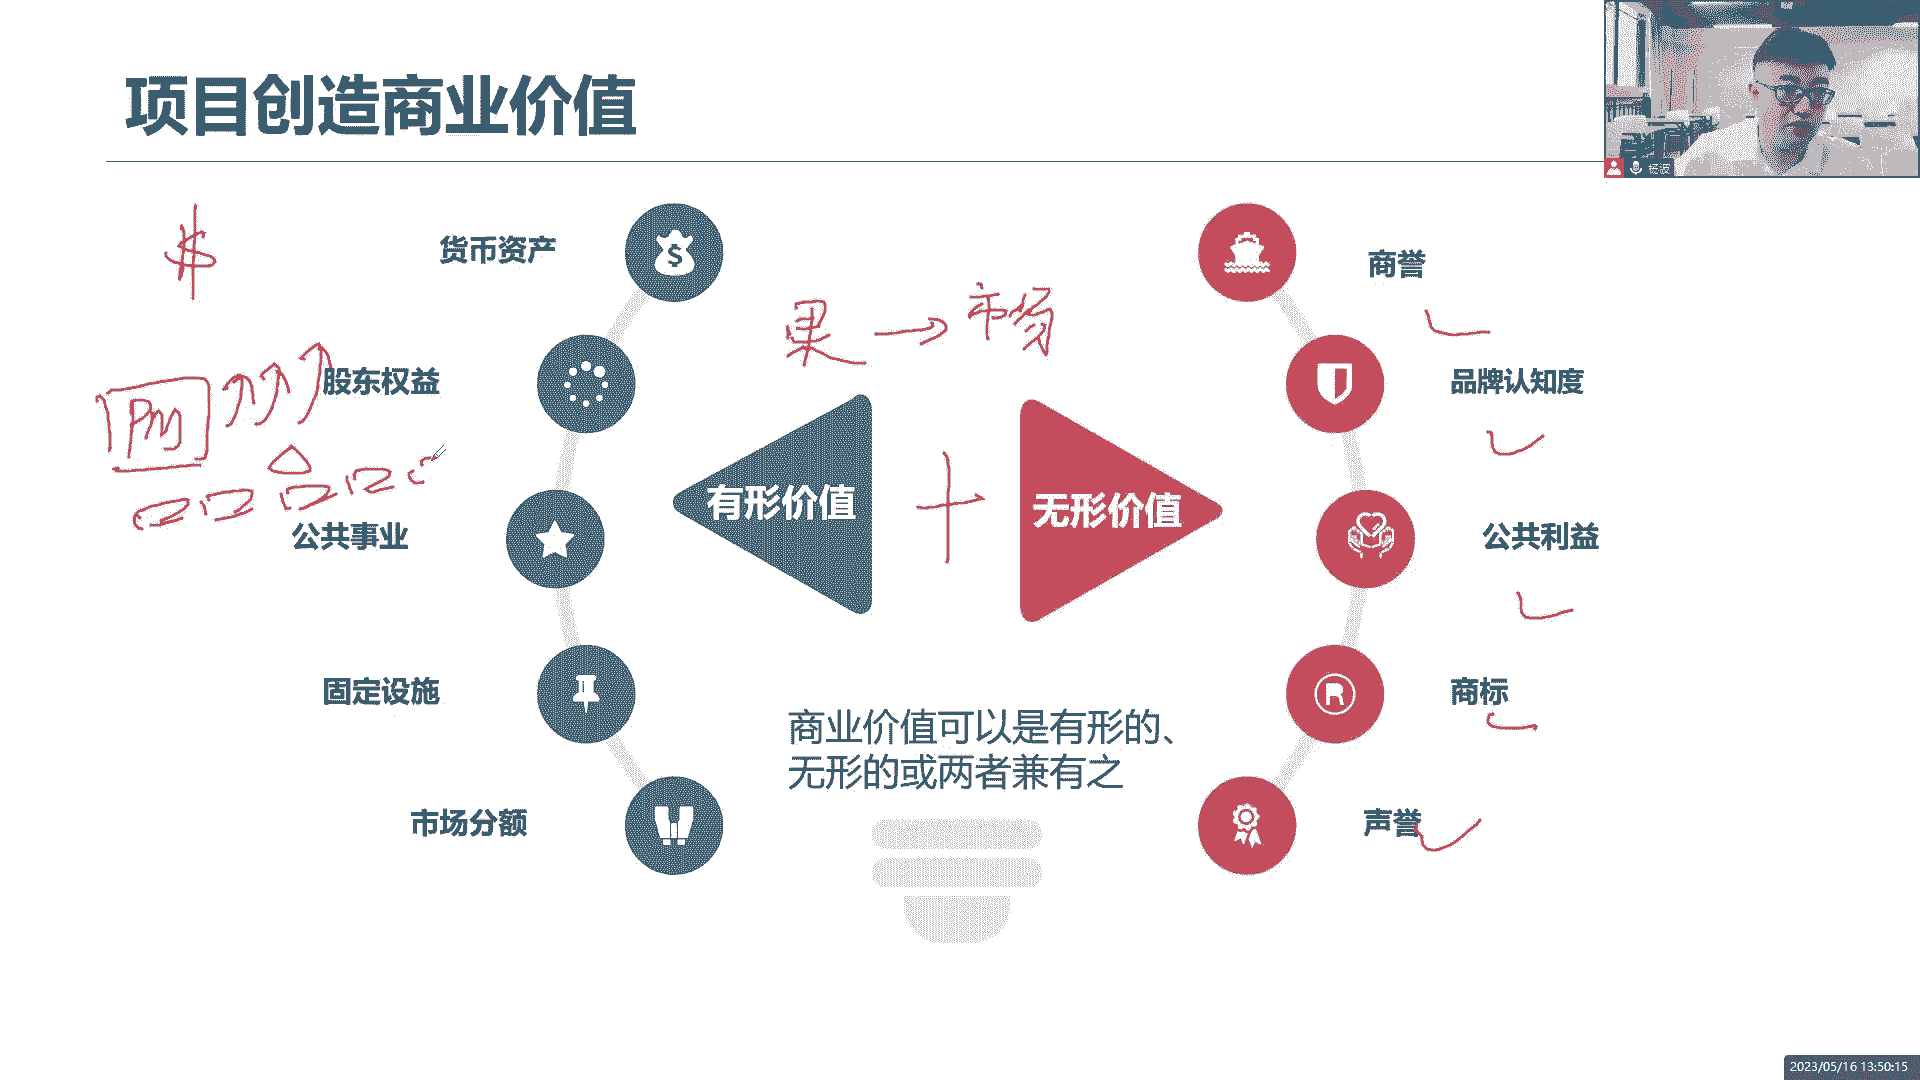 项目创造商业价值
杨波
$
货币资产
$
商誉
果 → 市场
股东权益
品牌认知度
PM
有形价值
无形价值
公共事业
公共利益
固定设施
商标
R
商业价值可以是有形的、
无形的或两者兼有之
市场分额
声誉
2023/05/16 13:50:15